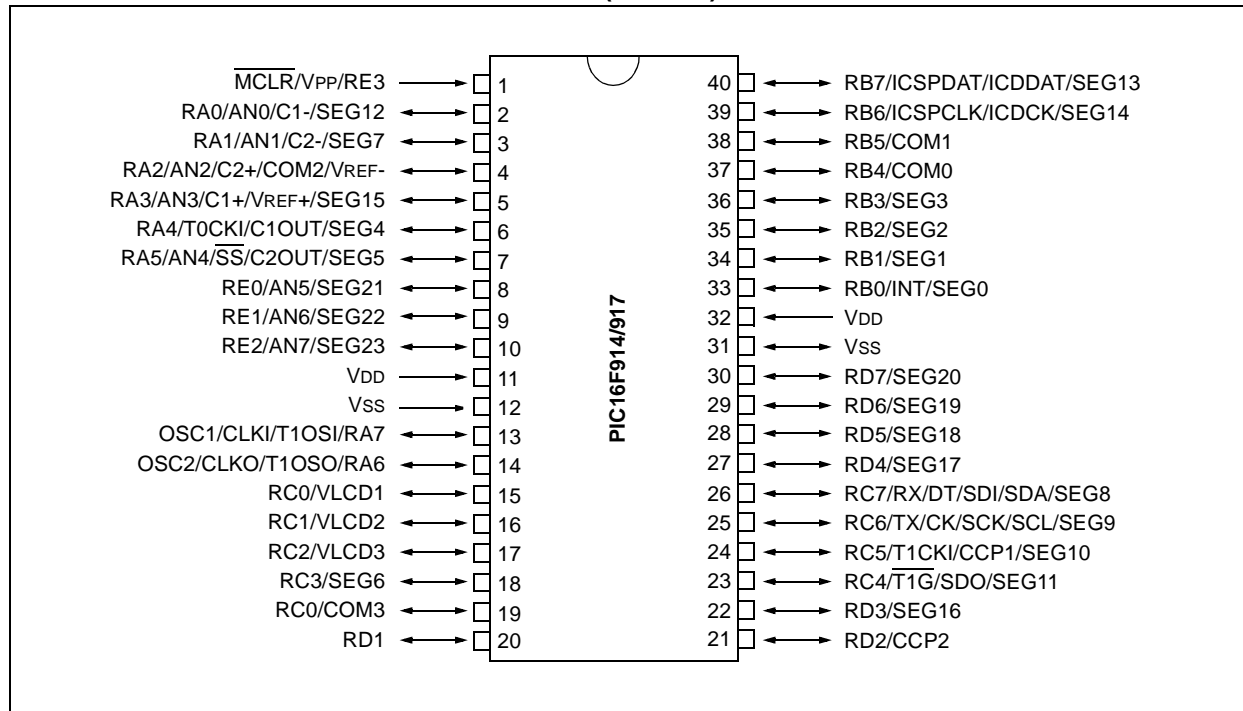 MCLR/VPP/RE3 1
RA0/AN0/C1-/SEG12 2
RA1/AN1/C2-/SEG7 3
RA2/AN2/C2+/COM2/VREF- 4
RA3/AN3/C1+/VREF+/SEG15 5
RA4/T0CKI/C1OUT/SEG4 6
RA5/AN4/SS/C2OUT/SEG5 7
RE0/AN5/SEG21 8
RE1/AN6/SEG22 9
RE2/AN7/SEG23 10
VDD 11
VSS 12
OSC1/CLKI/T1OSI/RA7 13
OSC2/CLKO/T1OSO/RA6 14
RC0/VLCD1 15
RC1/VLCD2 16
RC2/VLCD3 17
RC3/SEG6 18
RC0/COM3 19
RD1 20
PIC16F914/917
40 RB7/ICSPDAT/ICDDAT/SEG13
39 RB6/ICSPCLK/ICDCK/SEG14
38 RB5/COM1
37 RB4/COM0
36 RB3/SEG3
35 RB2/SEG2
34 RB1/SEG1
33 RB0/INT/SEG0
32 VDD
31 VSS
30 RD7/SEG20
29 RD6/SEG19
28 RD5/SEG18
27 RD4/SEG17
26 RC7/RX/DT/SDI/SDA/SEG8
25 RC6/TX/CK/SCK/SCL/SEG9
24 RC5/T1CKI/CCP1/SEG10
23 RC4/T1G/SDO/SEG11
22 RD3/SEG16
21 RD2/CCP2